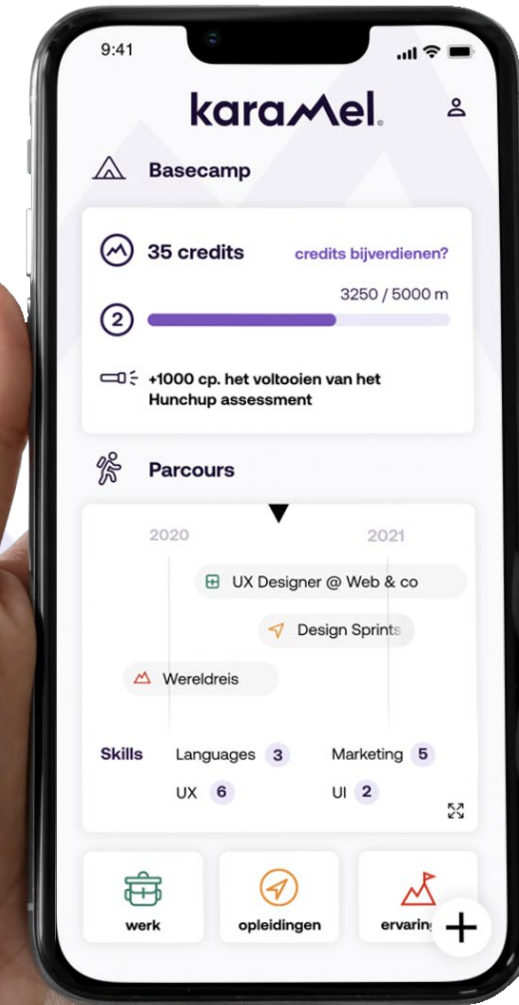 9:41
karamel.
Basecamp
35 credits credits bijverdienen?
3250 / 5000 m
2
+1000 cp. het voltooien van het
Hunchup assessment
Parcours
2020 2021
UX Designer @ Web & co
Design Sprints
Wereldreis
Skills Languages 3 Marketing 5
UX 6 UI 2
werk opleidingen ervarin